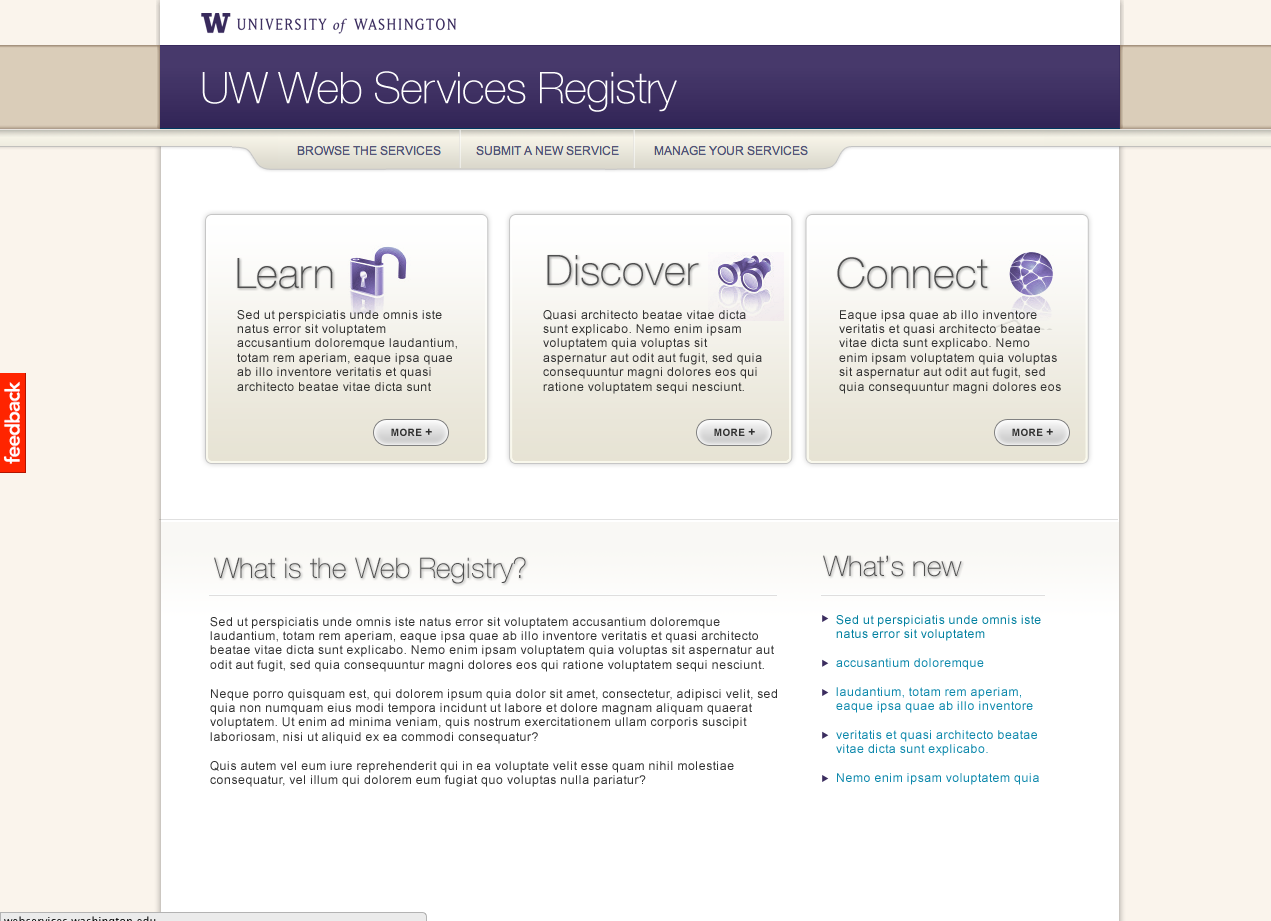 W UNIVERSITY of WASHINGTON
UW Web Services Registry
BROWSE THE SERVICES
SUBMIT A NEW SERVICE
MANAGE YOUR SERVICES
Learn
Sed ut perspiciatis unde omnis iste
natus error sit voluptatem
accusantium doloremque laudantium,
totam rem aperiam, eaque ipsa quae
ab illo inventore veritatis et quasi
architecto beatae vitae dicta sunt
MORE +
Discover
Quasi architecto beatae vitae dicta
sunt explicabo. Nemo enim ipsam
voluptatem quia voluptas sit
aspernatur aut odit aut fugit, sed quia
consequuntur magni dolores eos qui
ratione voluptatem sequi nesciunt.
MORE +
Connect
Eaque ipsa quae ab illo inventore
veritatis et quasi architecto beatae
vitae dicta sunt explicabo. Nemo
enim ipsam voluptatem quia voluptas
sit aspernatur aut odit aut fugit, sed
quia consequuntur magni dolores eos
MORE +
feedback
What is the Web Registry?
Sed ut perspiciatis unde omnis iste natus error sit voluptatem accusantium doloremque
laudantium, totam rem aperiam, eaque ipsa quae ab illo inventore veritatis et quasi architecto
beatae vitae dicta sunt explicabo. Nemo enim ipsam voluptatem quia voluptas sit aspernatur aut
odit aut fugit, sed quia consequuntur magni dolores eos qui ratione voluptatem sequi nesciunt.
Neque porro quisquam est, qui dolorem ipsum quia dolor sit amet, consectetur, adipisci velit, sed
quia non numquam eius modi tempora incidunt ut labore et dolore magnam aliquam quaerat
voluptatem. Ut enim ad minima veniam, quis nostrum exercitationem ullam corporis suscipit
laboriosam, nisi ut aliquid ex ea commodi consequatur?
Quis autem vel eum iure reprehenderit qui in ea voluptate velit esse quam nihil molestiae
consequatur, vel illum qui dolorem eum fugiat quo voluptas nulla pariatur?
What's new
Sed ut perspiciatis unde omnis iste
natus error sit voluptatem
accusantium doloremque
laudantium, totam rem aperiam,
eaque ipsa quae ab illo inventore
veritatis et quasi architecto beatae
vitae dicta sunt explicabo.
Nemo enim ipsam voluptatem quia
webservices.washington.edu